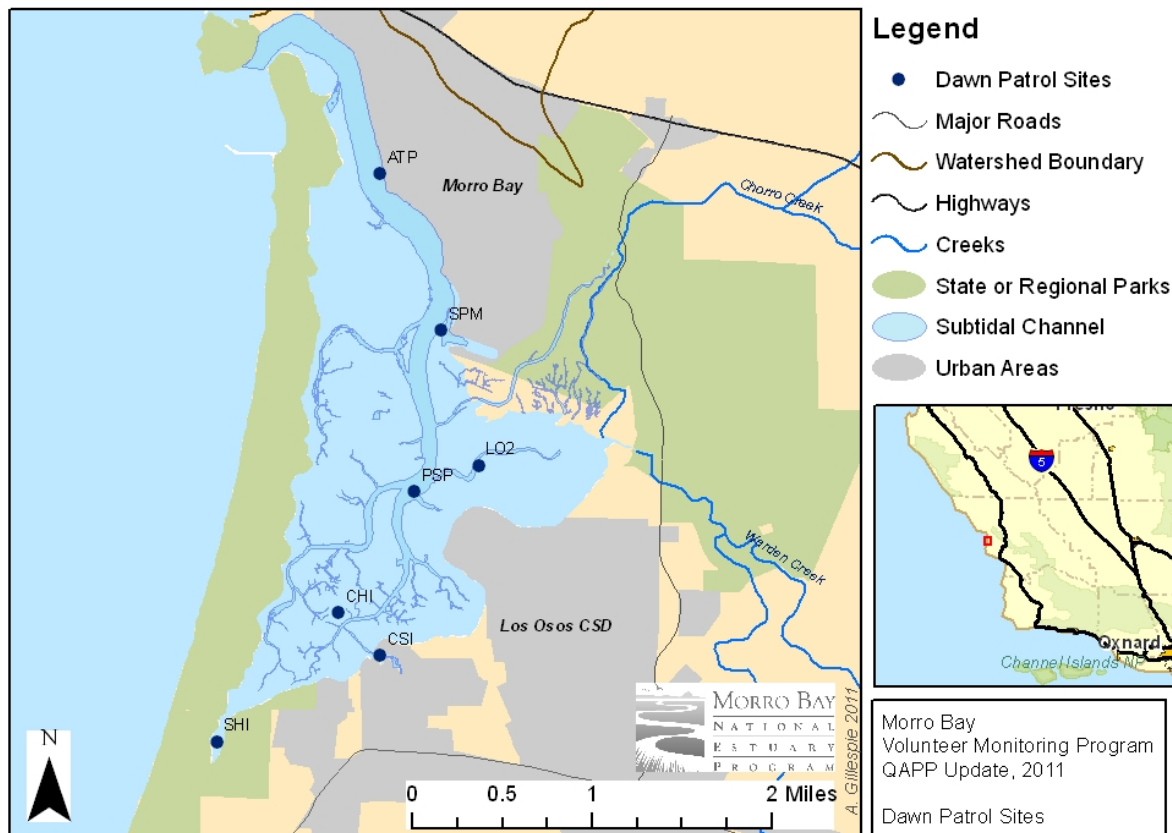 ATP
Morro Bay
Chorro Creek
SPM
LO2
PSP
Warden Creek
CHI
Los Osos CSD
CSI
SHI
N
MORRO BAY
NATIONAL
ESTUARY
PROGRAM
A. Gillespie 2011
0 0.5 1 2 Miles
Legend
Dawn Patrol Sites
Major Roads
Watershed Boundary
Highways
Creeks
State or Regional Parks
Subtidal Channel
Urban Areas
5
Oxnard
Channel Islands NP
Morro Bay
Volunteer Monitoring Program
QAPP Update, 2011
Dawn Patrol Sites